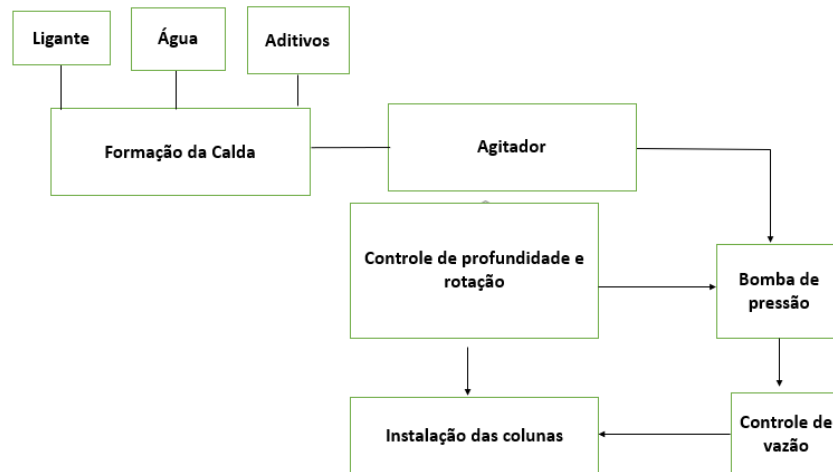 Ligante
Água
Aditivos
Formação da Calda
Agitador
Controle de profundidade e
rotação
Bomba de
pressão
Instalação das colunas
Controle de
vazão